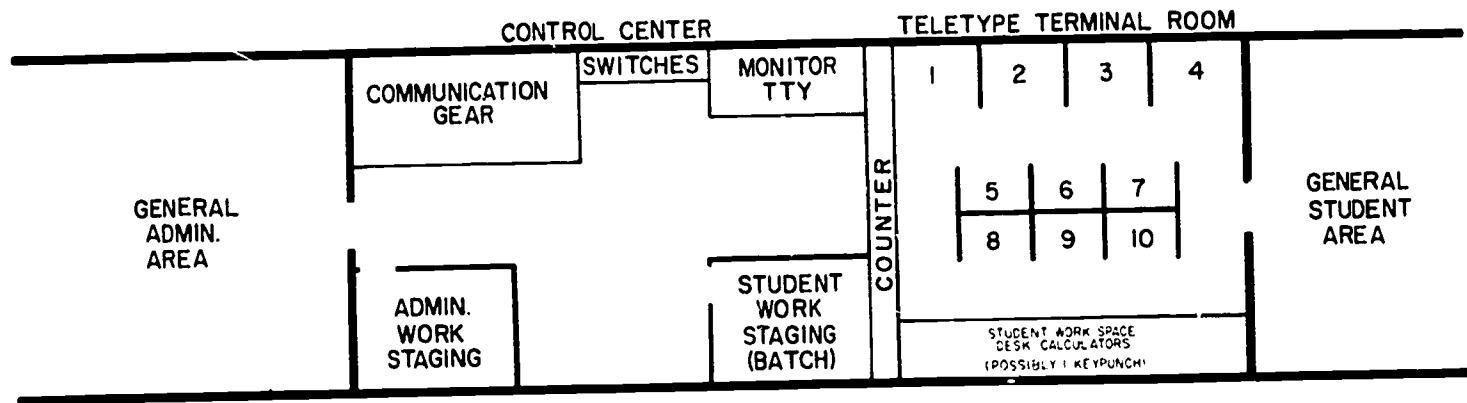 CONTROL CENTER
TELETYPE TERMINAL ROOM
GENERAL
ADMIN.
AREA
COMMUNICATION
GEAR
SWITCHES
MONITOR
TTY
ADMIN.
WORK
STAGING
STUDENT
WORK
STAGING
(BATCH)
COUNTER
1
2
3
4
5
6
7
8
9
10
STUDENT WORK SPACE
DESK CALCULATORS
(POSSIBLY 1 KEYPUNCH)
GENERAL
STUDENT
AREA